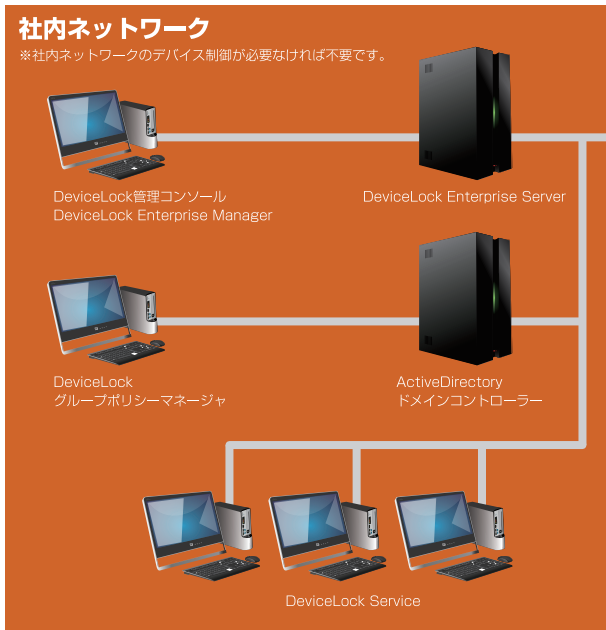 社内ネットワーク
※社内ネットワークのデバイス制御が必要なければ不要です。
DeviceLock管理コンソール
DeviceLock Enterprise Manager
DeviceLock Enterprise Server
DeviceLock
グループポリシーマネージャ
ActiveDirectory
ドメインコントローラー
DeviceLock Service